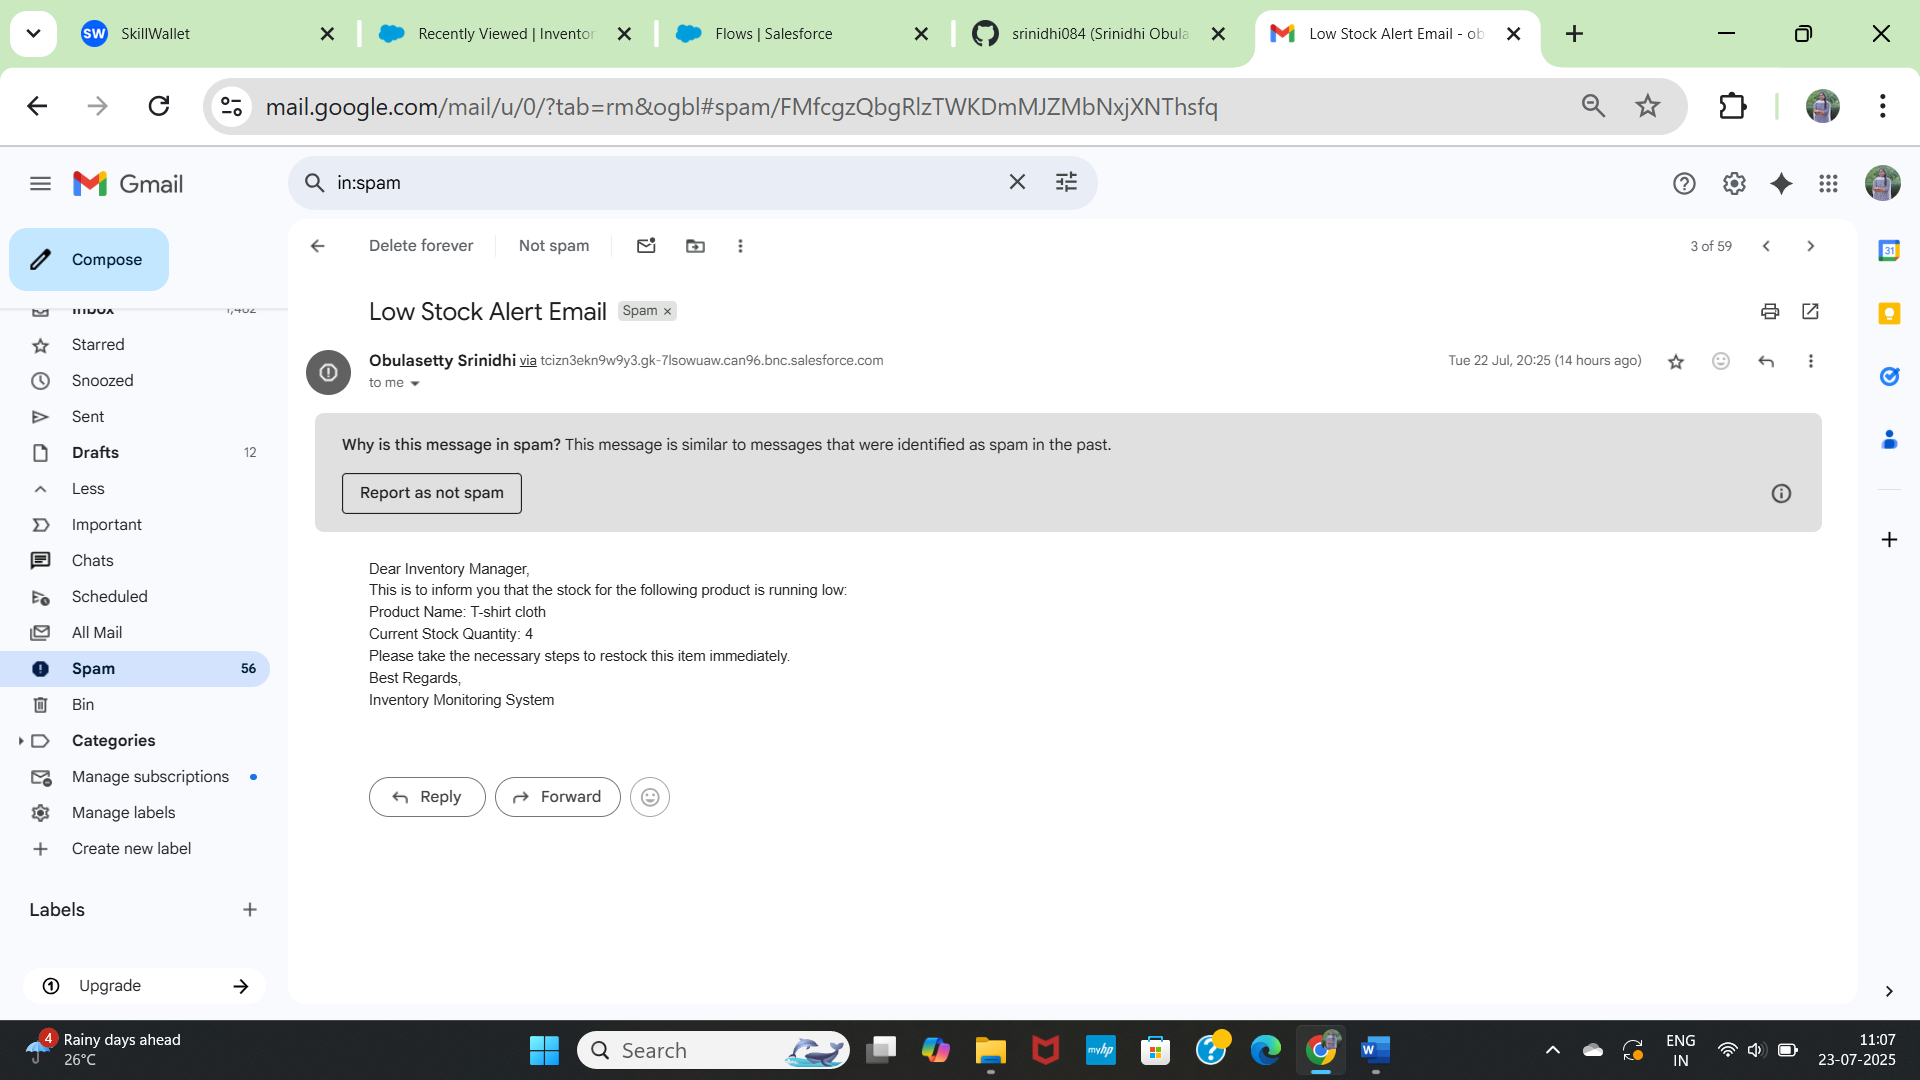 SW SkillWallet
Recently Viewed | Inventor
Flows | Salesforce
srinidhi084 (Srinidhi Obula
Low Stock Alert Email - ob
mail.google.com/mail/u/0/?tab=rm&ogbl#spam/FMfcgzQbgRlzTWKDmMJZMbNxjXNThsfq
Gmail
in:spam
Compose
Delete forever
Not spam
3 of 59
Inbox 1,482
Starred
Snoozed
Sent
Drafts 12
Less
Important
Chats
Scheduled
All Mail
Spam 56
Bin
Categories
Manage subscriptions
Manage labels
Create new label
Labels
Upgrade
Low Stock Alert Email Spam ×
Obulasetty Srinidhi via tcizn3ekn9w9y3.gk-7lsowuaw.can96.bnc.salesforce.com
Tue 22 Jul, 20:25 (14 hours ago)
to me
Why is this message in spam? This message is similar to messages that were identified as spam in the past.
Report as not spam
Dear Inventory Manager,
This is to inform you that the stock for the following product is running low:
Product Name: T-shirt cloth
Current Stock Quantity: 4
Please take the necessary steps to restock this item immediately.
Best Regards,
Inventory Monitoring System
Reply
Forward
31
4
Rainy days ahead
26°C
Search
myhp
W
ENG
IN
11:07
23-07-2025